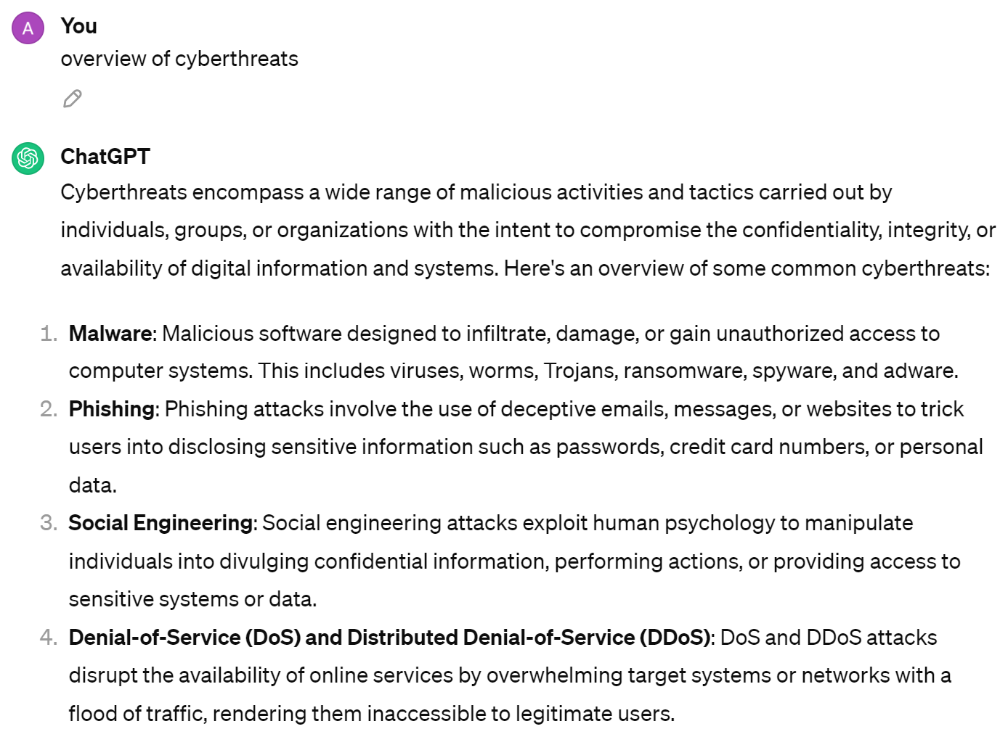 A
You
overview of cyberthreats
ChatGPT
Cyberthreats encompass a wide range of malicious activities and tactics carried out by
individuals, groups, or organizations with the intent to compromise the confidentiality, integrity, or
availability of digital information and systems. Here's an overview of some common cyberthreats:
1. Malware: Malicious software designed to infiltrate, damage, or gain unauthorized access to
computer systems. This includes viruses, worms, Trojans, ransomware, spyware, and adware.
2. Phishing: Phishing attacks involve the use of deceptive emails, messages, or websites to trick
users into disclosing sensitive information such as passwords, credit card numbers, or personal
data.
3. Social Engineering: Social engineering attacks exploit human psychology to manipulate
individuals into divulging confidential information, performing actions, or providing access to
sensitive systems or data.
4. Denial-of-Service (DoS) and Distributed Denial-of-Service (DDoS): DoS and DDoS attacks
disrupt the availability of online services by overwhelming target systems or networks with a
flood of traffic, rendering them inaccessible to legitimate users.